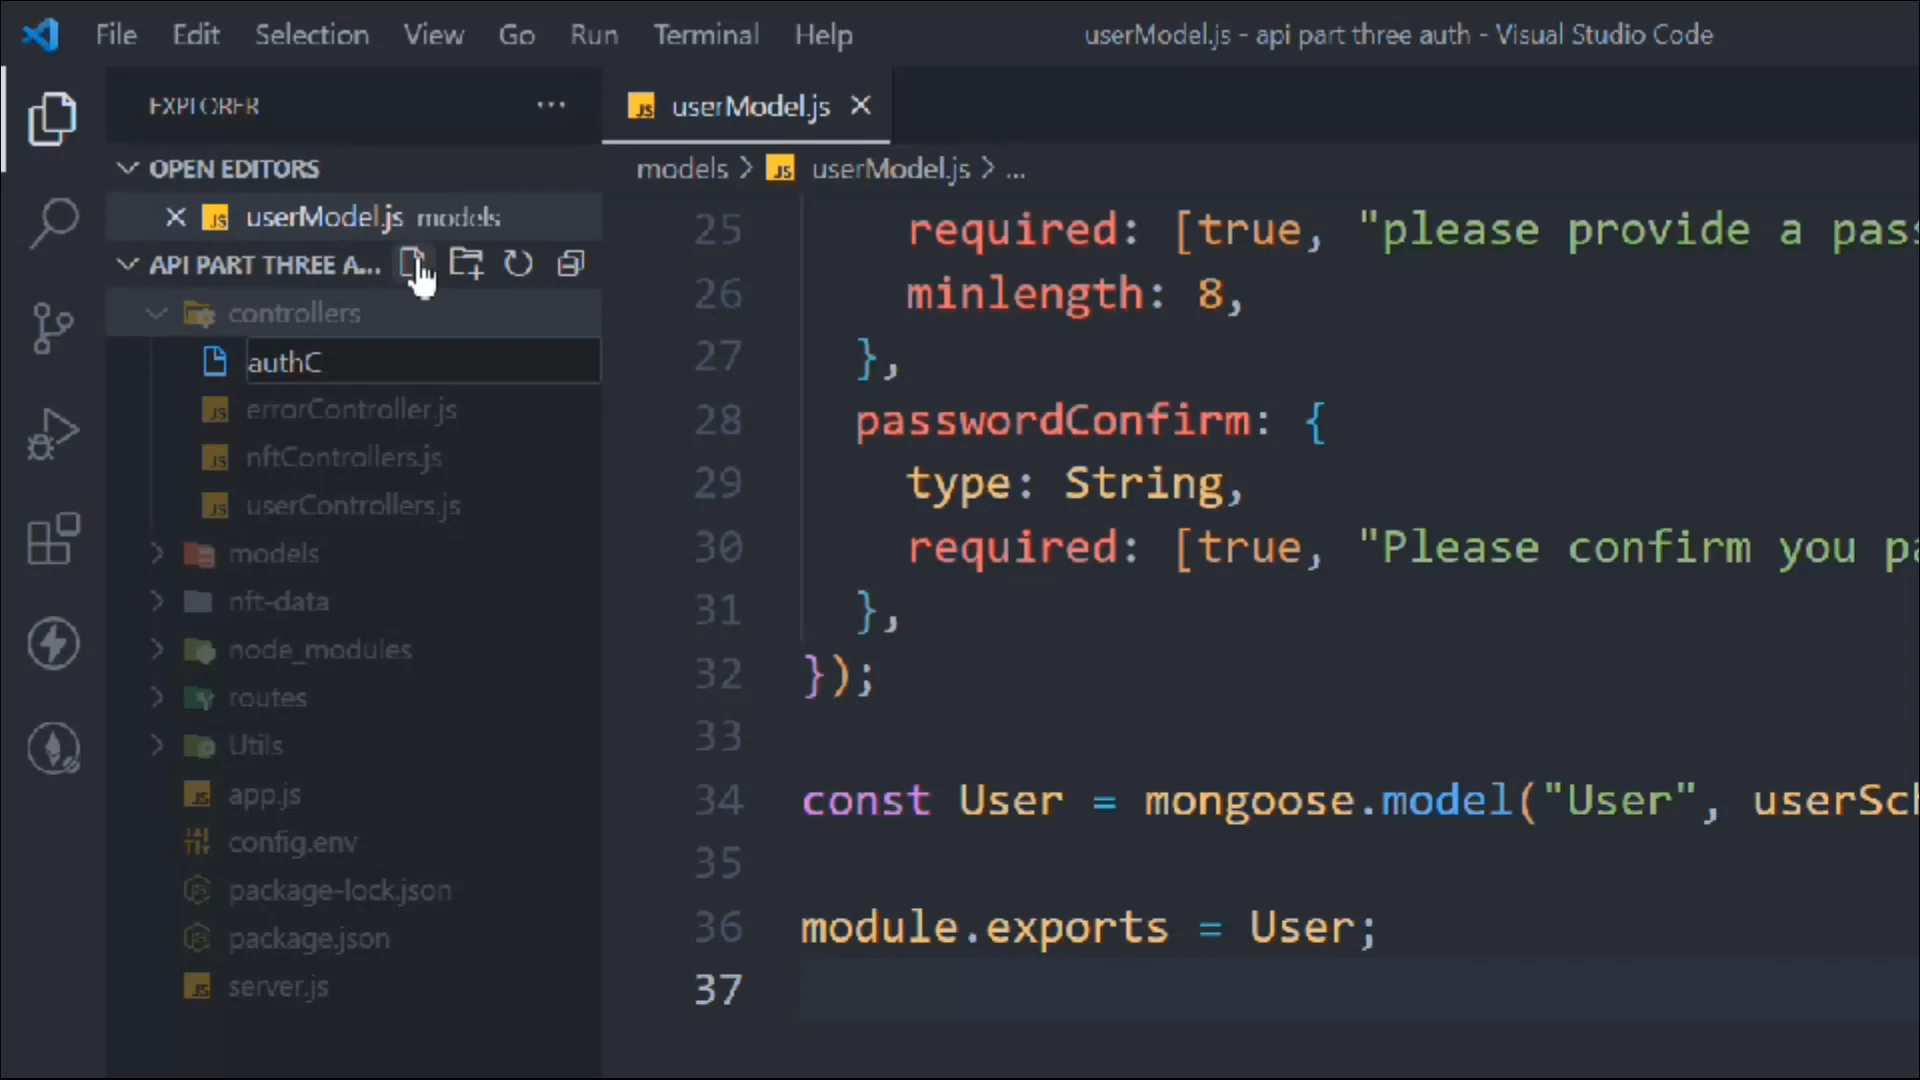 File Edit Selection View Go Run Terminal Help
userModel.js - api part three auth - Visual Studio Code
EXPLORER
userModel.js
OPEN EDITORS
models > userModel.js > ...
userModel.js models
API PART THREE A...
controllers
authC
errorController.js
nftControllers.js
userControllers.js
models
nft-data
node_modules
routes
Utils
app.js
config.env
package-lock.json
package.json
server.js
25 required: [true, "please provide a pass
26 minlength: 8,
27 },
28 passwordConfirm: {
29 type: String,
30 required: [true, "Please confirm you pa
31 },
32 });
33
34 const User = mongoose.model("User", userSch
35
36 module.exports = User;
37